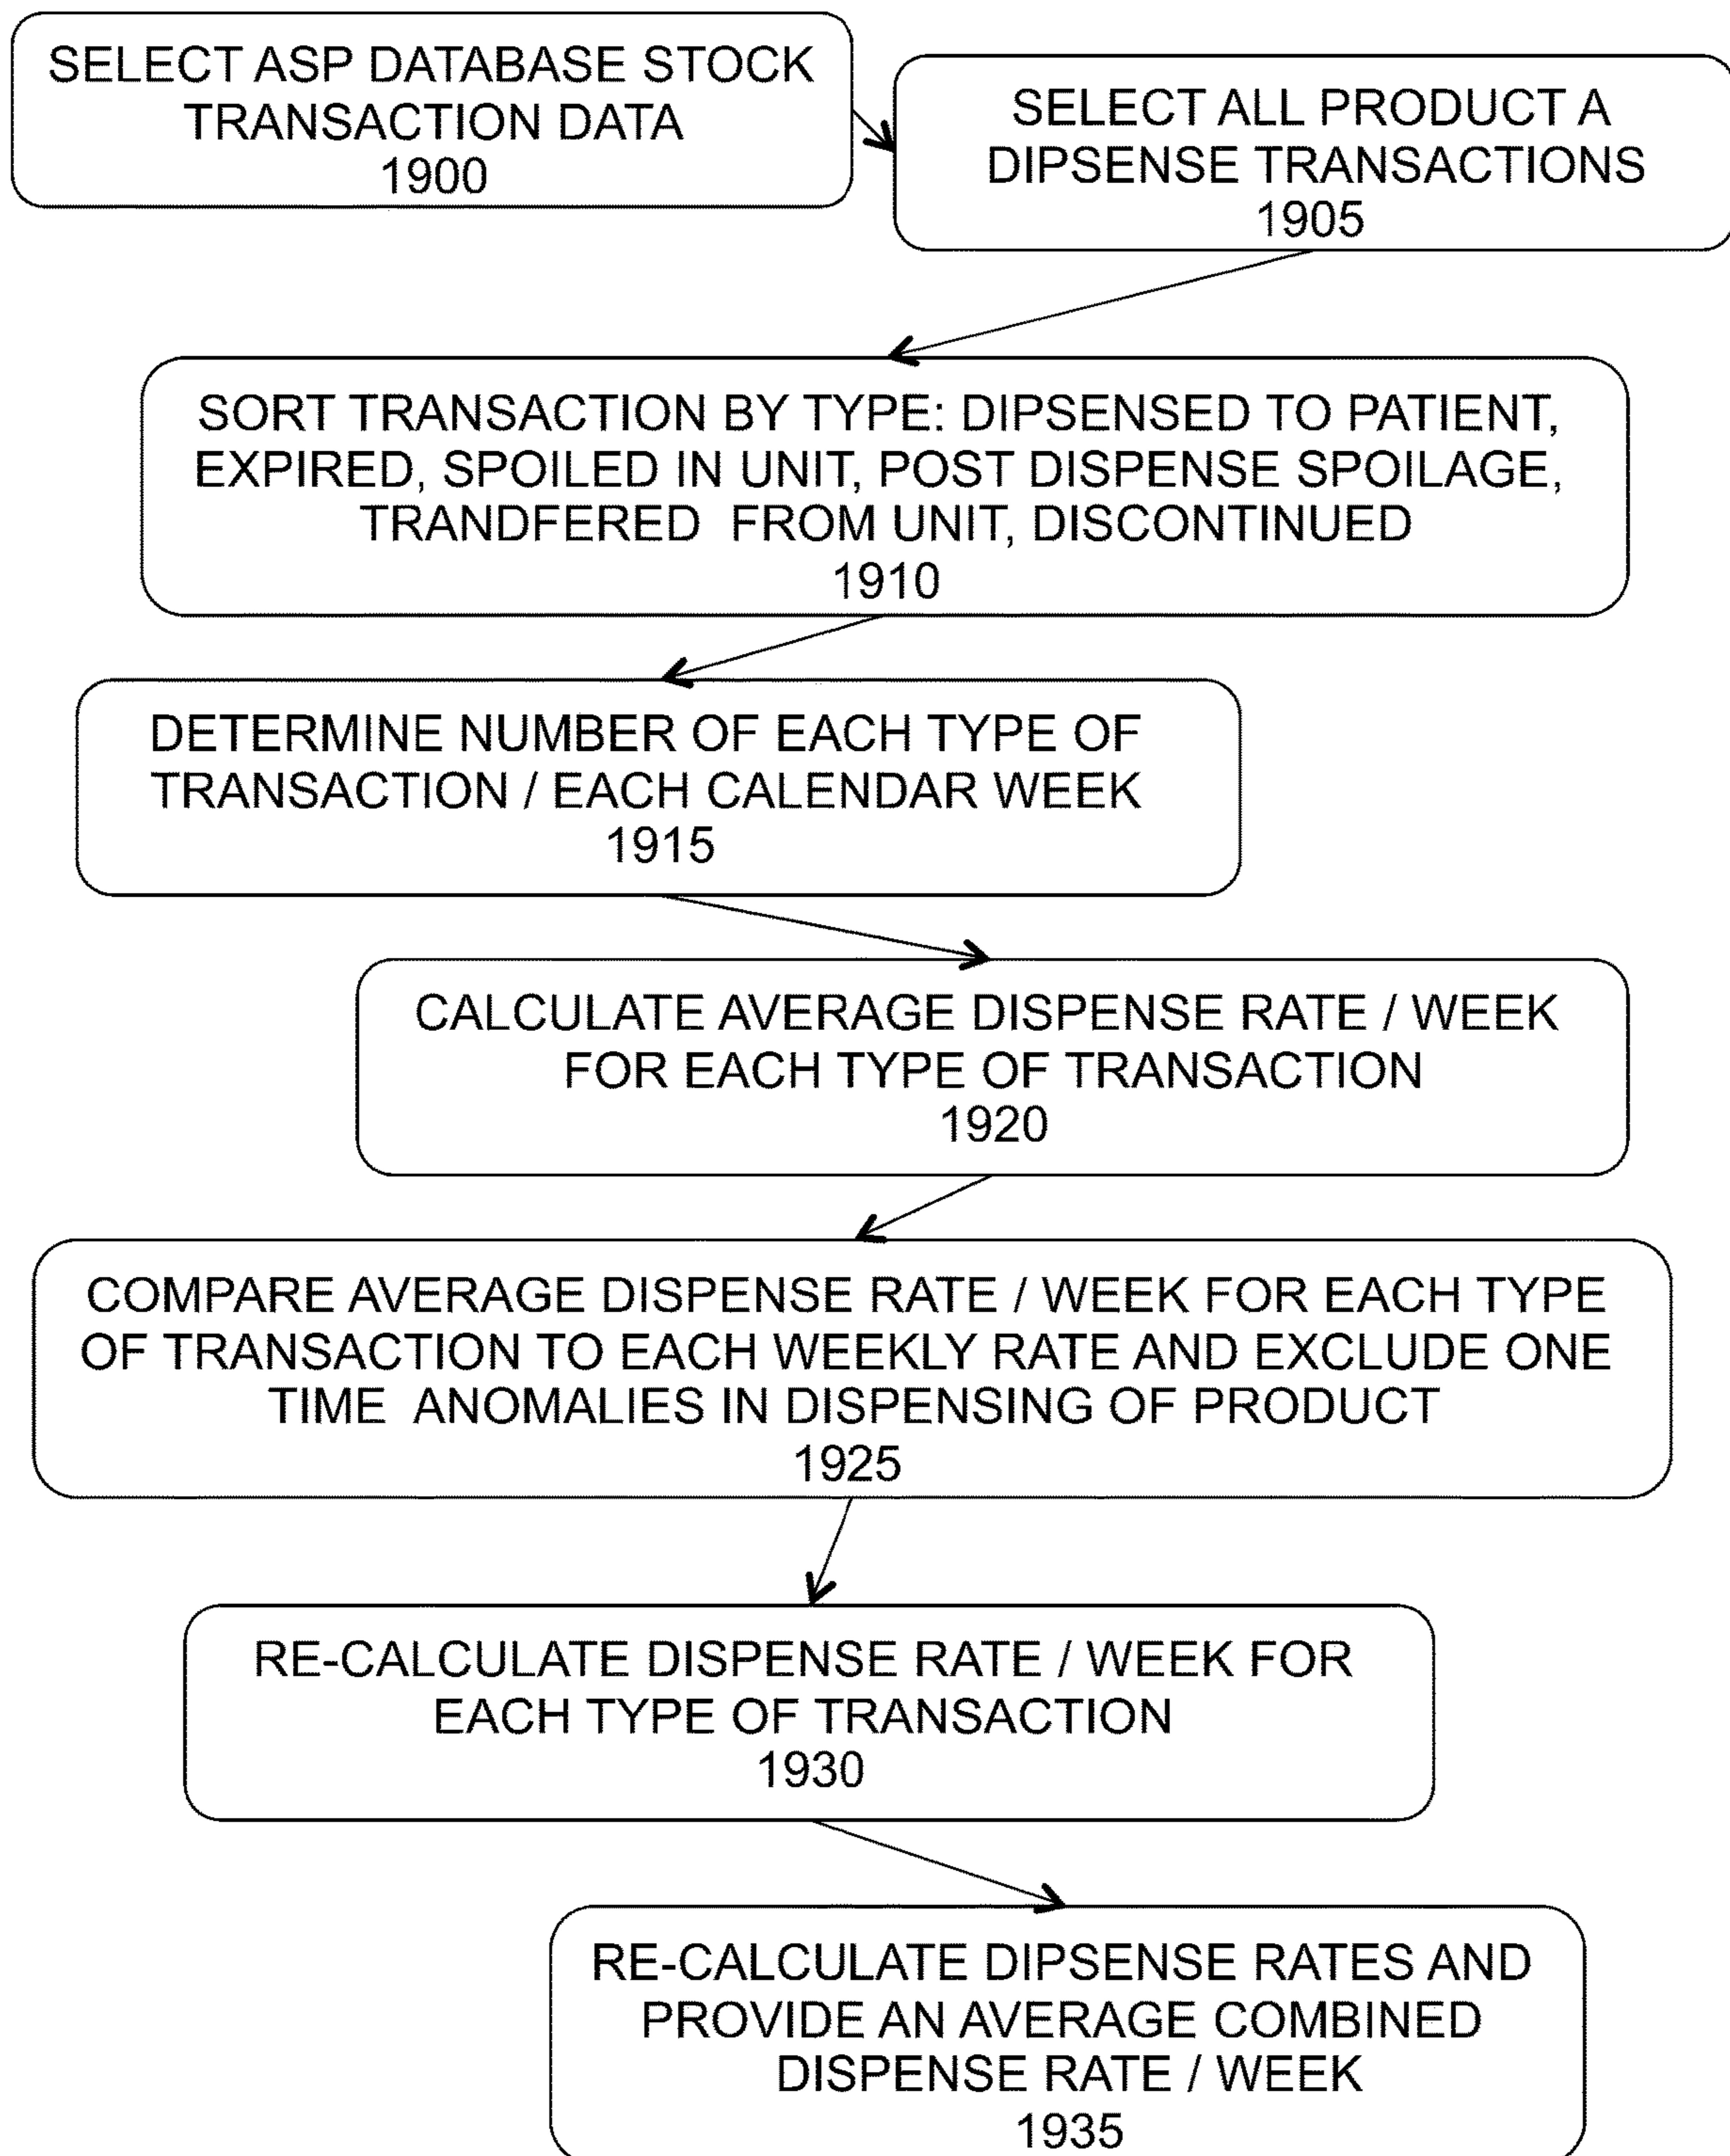 SELECT ASP DATABASE STOCK
TRANSACTION DATA
1900
SELECT ALL PRODUCT A
DIPSENSE TRANSACTIONS
1905
SORT TRANSACTION BY TYPE: DIPSENSED TO PATIENT,
EXPIRED, SPOILED IN UNIT, POST DISPENSE SPOILAGE,
TRANDFERED FROM UNIT, DISCONTINUED
1910
DETERMINE NUMBER OF EACH TYPE OF
TRANSACTION / EACH CALENDAR WEEK
1915
CALCULATE AVERAGE DISPENSE RATE / WEEK
FOR EACH TYPE OF TRANSACTION
1920
COMPARE AVERAGE DISPENSE RATE / WEEK FOR EACH TYPE
OF TRANSACTION TO EACH WEEKLY RATE AND EXCLUDE ONE
TIME ANOMALIES IN DISPENSING OF PRODUCT
1925
RE-CALCULATE DISPENSE RATE / WEEK FOR
EACH TYPE OF TRANSACTION
1930
RE-CALCULATE DIPSENSE RATES AND
PROVIDE AN AVERAGE COMBINED
DISPENSE RATE / WEEK
1935